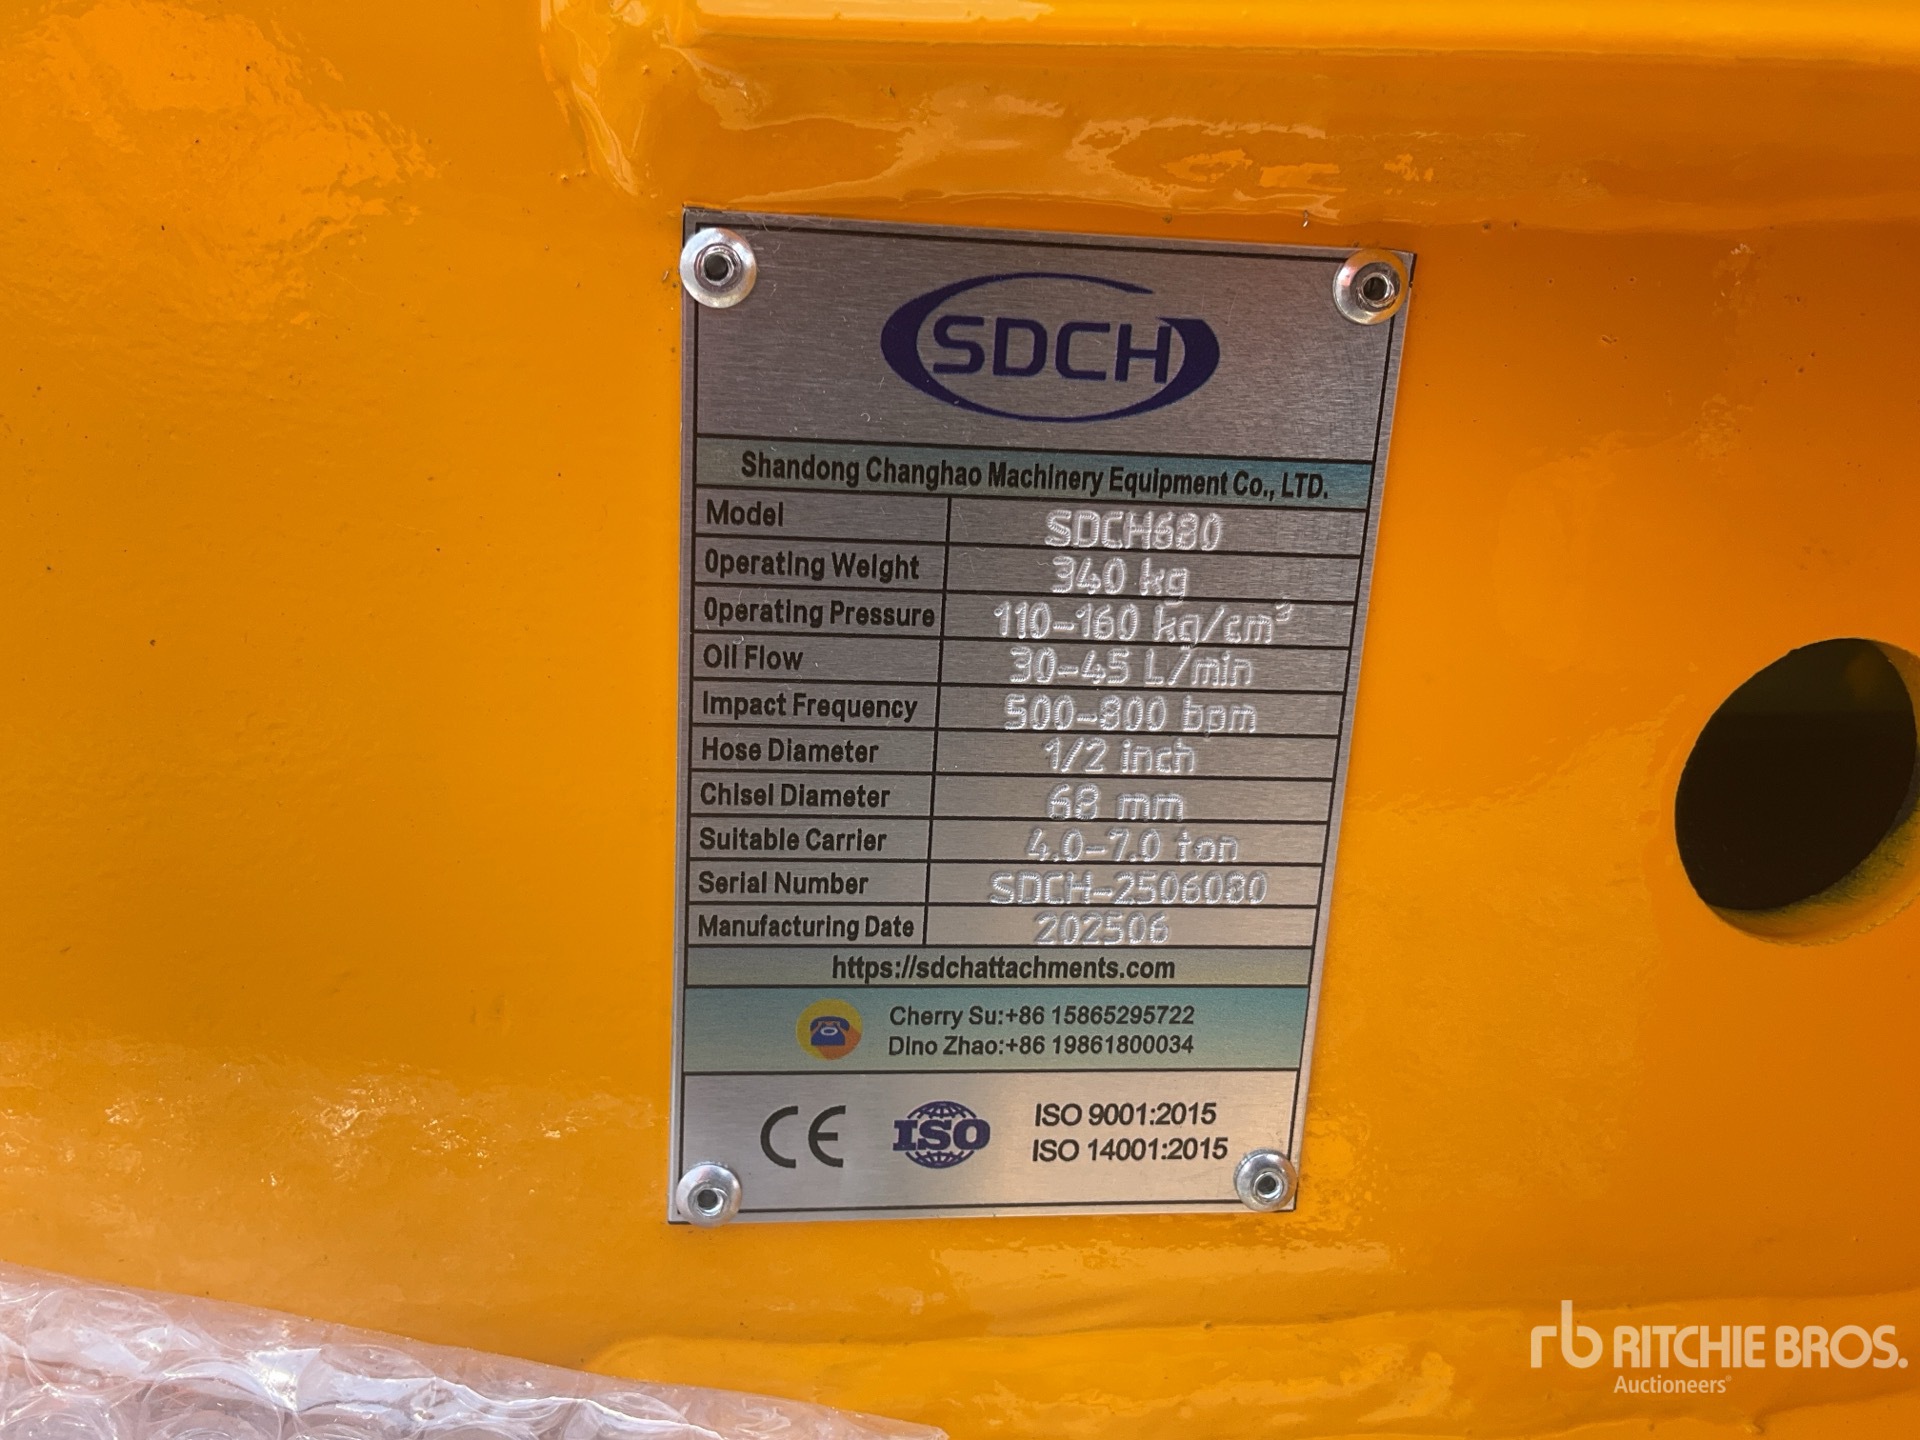 SDCH
Shandong Changhao Machinery Equipment Co., LTD.
Model SDCH680
Operating Weight 340 kg
Operating Pressure 110-160 kg/cm³
Oil Flow 30-45 L/min
Impact Frequency 500-800 bpm
Hose Diameter 1/2 inch
Chisel Diameter 68 mm
Suitable Carrier 4.0-7.0 ton
Serial Number SDCH-2506080
Manufacturing Date 202506
https://sdchattachments.com
Cherry Su:+86 15865295722
Dino Zhao:+86 19861800034
CE ISO ISO 9001:2015
ISO 14001:2015
rb RITCHIE BROS.
Auctioneers